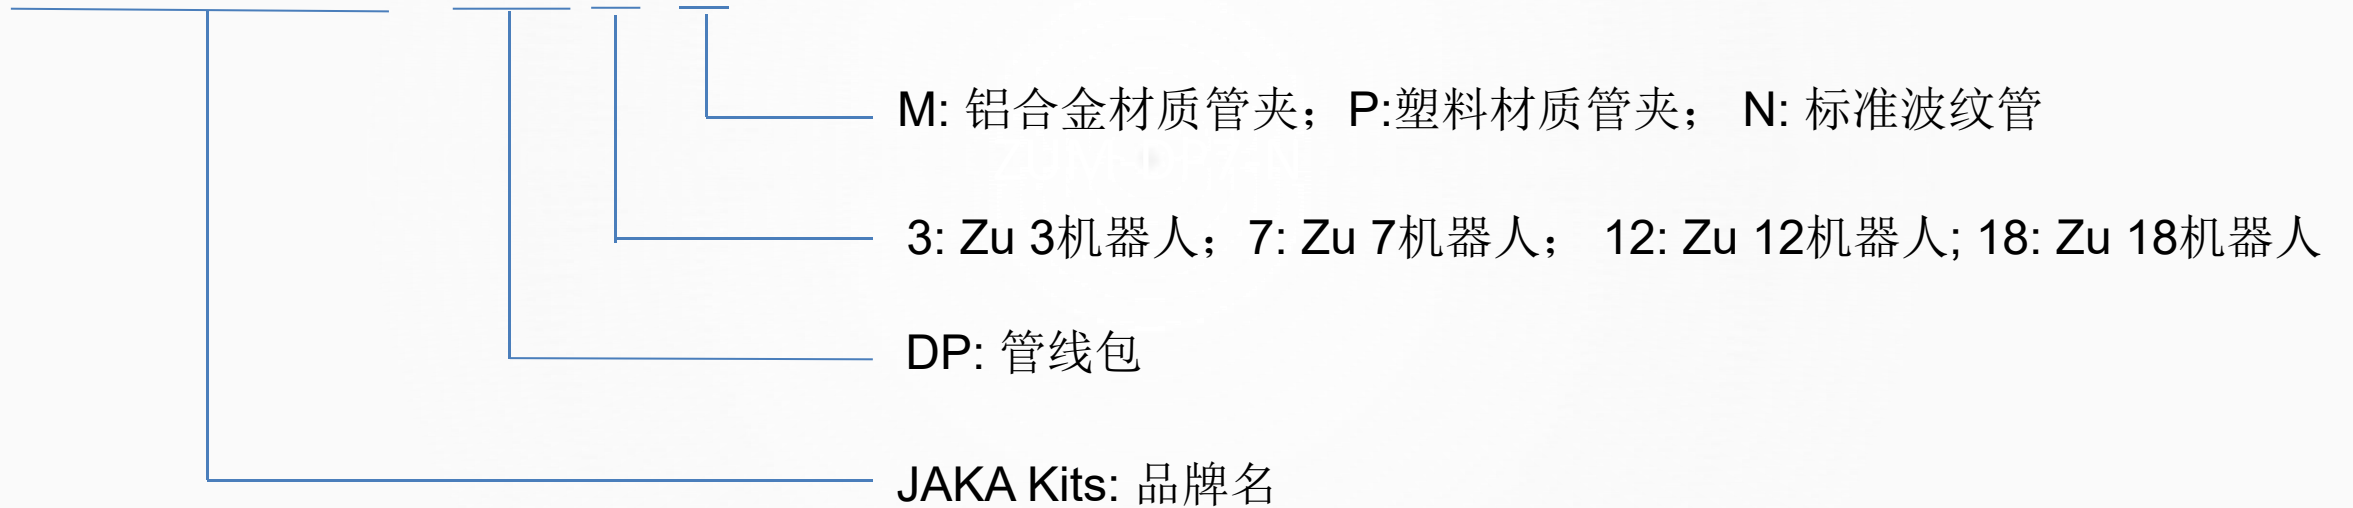 M: 铝合金材质管夹；P:塑料材质管夹； N: 标准波纹管
3: Zu 3机器人；7: Zu 7机器人； 12: Zu 12机器人; 18: Zu 18机器人
DP: 管线包
JAKA Kits: 品牌名